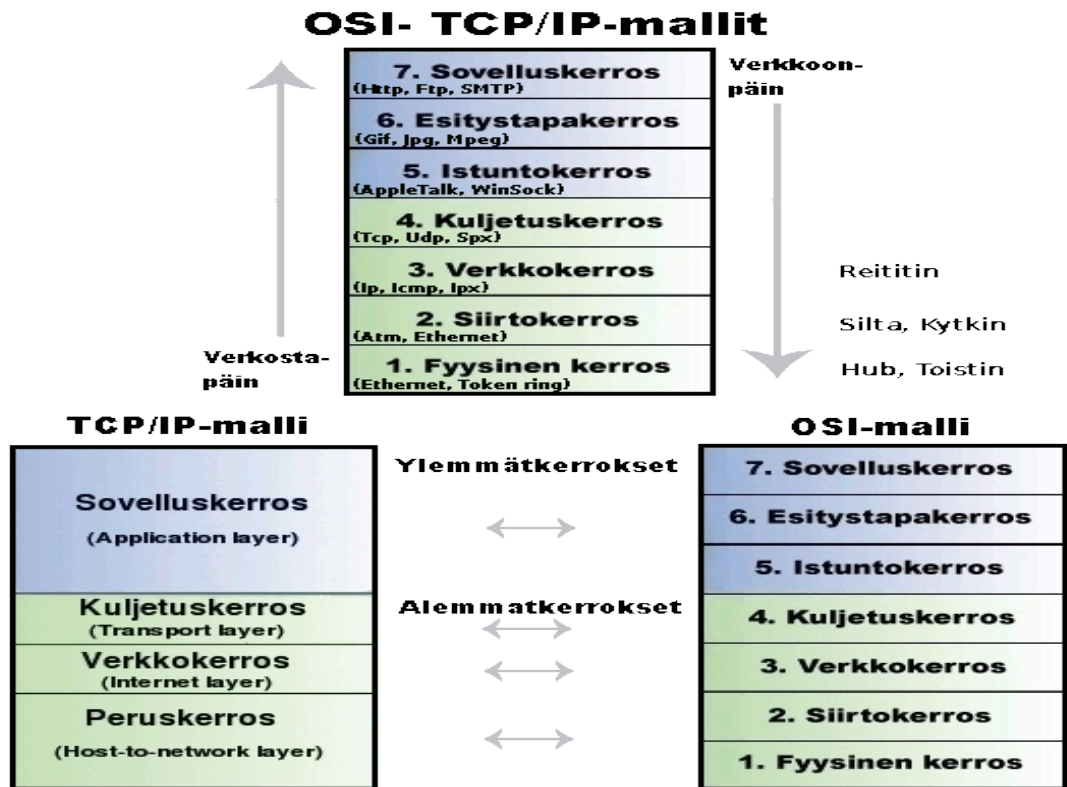 OSI- TCP/IP-mallit
7. Sovelluskerros
(Http, Ftp, SMTP)
6. Esitystapakerros
(Gif, Jpg, Mpeg)
5. Istuntokerros
(AppleTalk, WinSock)
4. Kuljetuskerros
(Tcp, Udp, Spx)
3. Verkkokerros
(Ip, Icmp, Ipx)
2. Siirtokerros
(Atm, Ethernet)
1. Fyysinen kerros
(Ethernet, Token ring)
Verkkoon-
päin
Verkosta-
päin
Reititin
Silta, Kytkin
Hub, Toistin
TCP/IP-malli
Sovelluskerros
(Application layer)
Kuljetuskerros
(Transport layer)
Verkkokerros
(Internet layer)
Peruskerros
(Host-to-network layer)
Ylemmätkerrokset
Alemmatkerrokset
OSI-malli
7. Sovelluskerros
6. Esitystapakerros
5. Istuntokerros
4. Kuljetuskerros
3. Verkkokerros
2. Siirtokerros
1. Fyysinen kerros